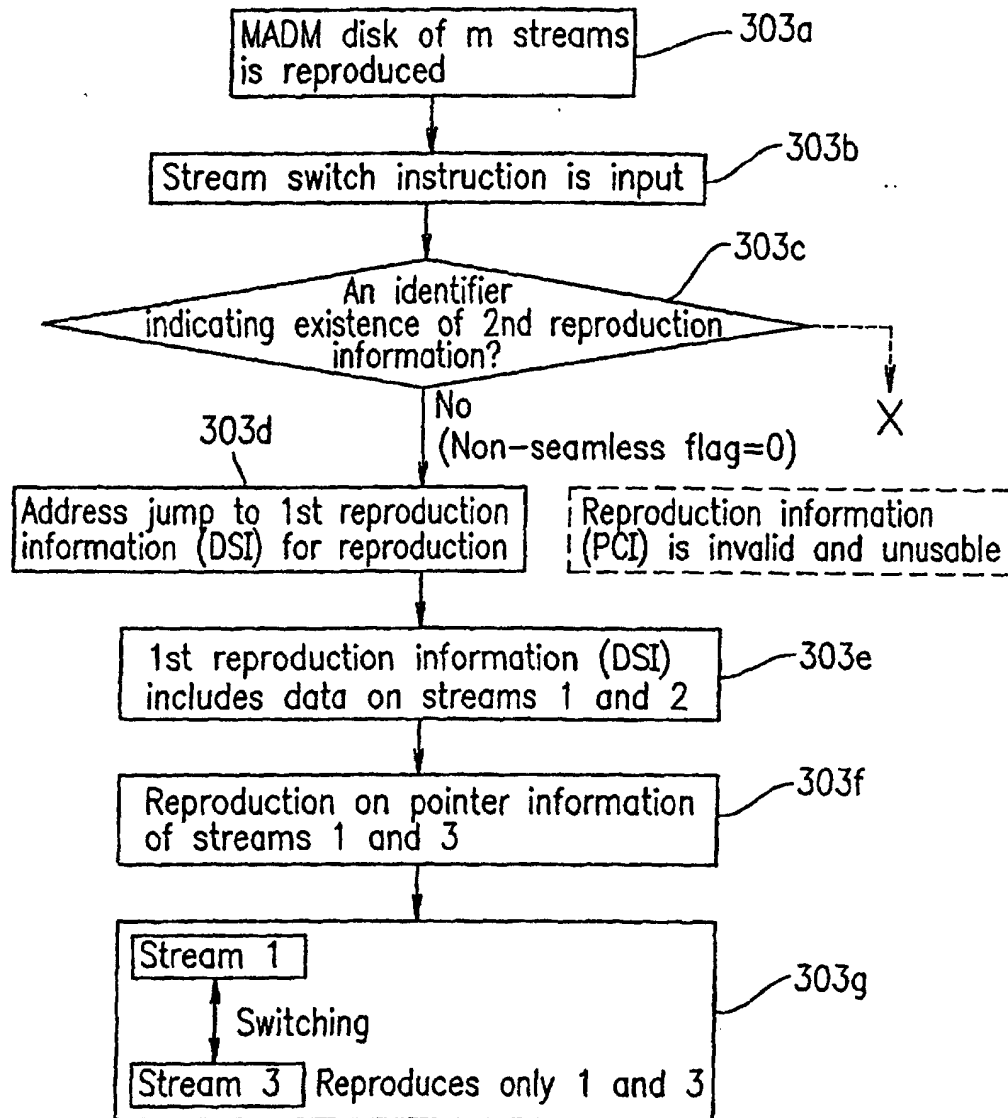 MADM disk of m streams
is reproduced
303a
303b
Stream switch instruction is input
303c
An identifier
indicating existence of 2nd reproduction
information?
X
No
(Non-seamless flag=0)
303d
Address jump to 1st reproduction
information (DSI) for reproduction
Reproduction information
(PCI) is invalid and unusable
1st reproduction information (DSI)
includes data on streams 1 and 2
303e
Reproduction on pointer information
of streams 1 and 3
303f
Stream 1
Switching
Stream 3 Reproduces only 1 and 3
303g